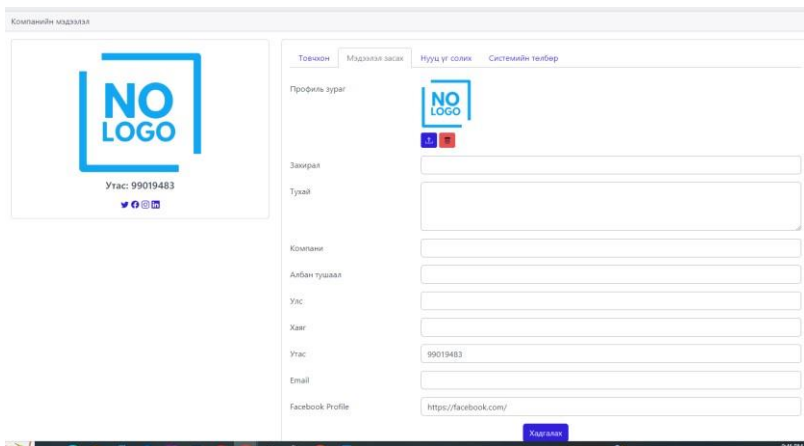 Компанийн мэдээлэл
NO
LOGO
Утас: 99019483
Товчхон Мэдээлэл засах Нууц үг солих Системийн төлбөр
Профиль зураг
NO
LOGO
Захирал
Тухай
Компани
Албан тушаал
Улс
Хаяг
Утас 99019483
Email
Facebook Profile https://facebook.com/
Хадгалах